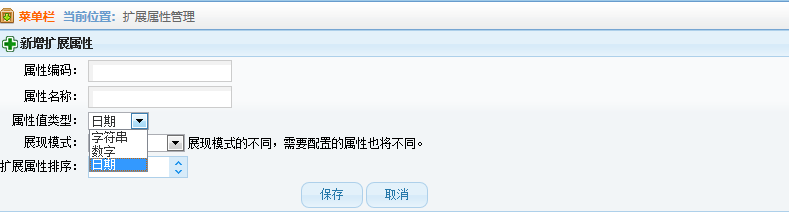 菜单栏 当前位置：扩展属性管理
新增扩展属性
属性编码：
属性名称：
属性值类型： 日期
字符串
数字
日期
展现模式： 展现模式的不同，需要配置的属性也将不同。
扩展属性排序：
保存 取消